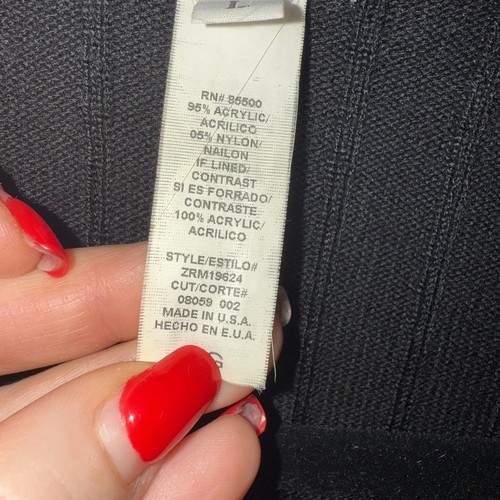 L
RN# 85500
95% ACRYLIC/
ACRILICO
05% NYLON/
NAILON
IF LINED/
CONTRAST
SI ES FORRADO/
CONTRASTE
100% ACRYLIC/
ACRILICO
STYLE/ESTILO#
ZRM19624
CUT/CORTE#
08059 002
MADE IN U.S.A.
HECHO EN E.U.A.
G